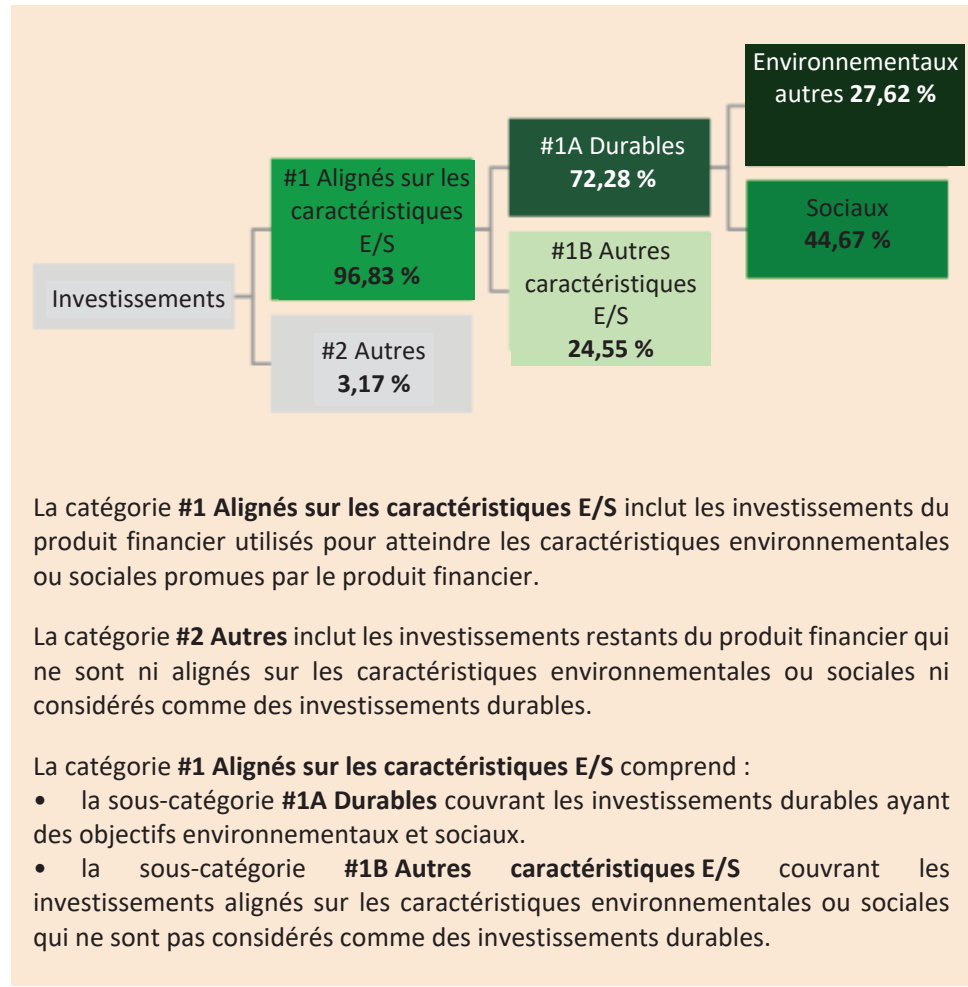 Environnementaux
autres 27,62 %
#1A Durables
72,28 %
#1 Alignés sur les
caractéristiques
E/S
96,83 %
Sociaux
44,67 %
#1B Autres
caractéristiques
E/S
24,55 %
Investissements
#2 Autres
3,17 %
La catégorie #1 Alignés sur les caractéristiques E/S inclut les investissements du
produit financier utilisés pour atteindre les caractéristiques environnementales
ou sociales promues par le produit financier.
La catégorie #2 Autres inclut les investissements restants du produit financier qui
ne sont ni alignés sur les caractéristiques environnementales ou sociales ni
considérés comme des investissements durables.
La catégorie #1 Alignés sur les caractéristiques E/S comprend :
• la sous-catégorie #1A Durables couvrant les investissements durables ayant
des objectifs environnementaux et sociaux.
• la sous-catégorie #1B Autres caractéristiques E/S couvrant les
investissements alignés sur les caractéristiques environnementales ou sociales
qui ne sont pas considérés comme des investissements durables.